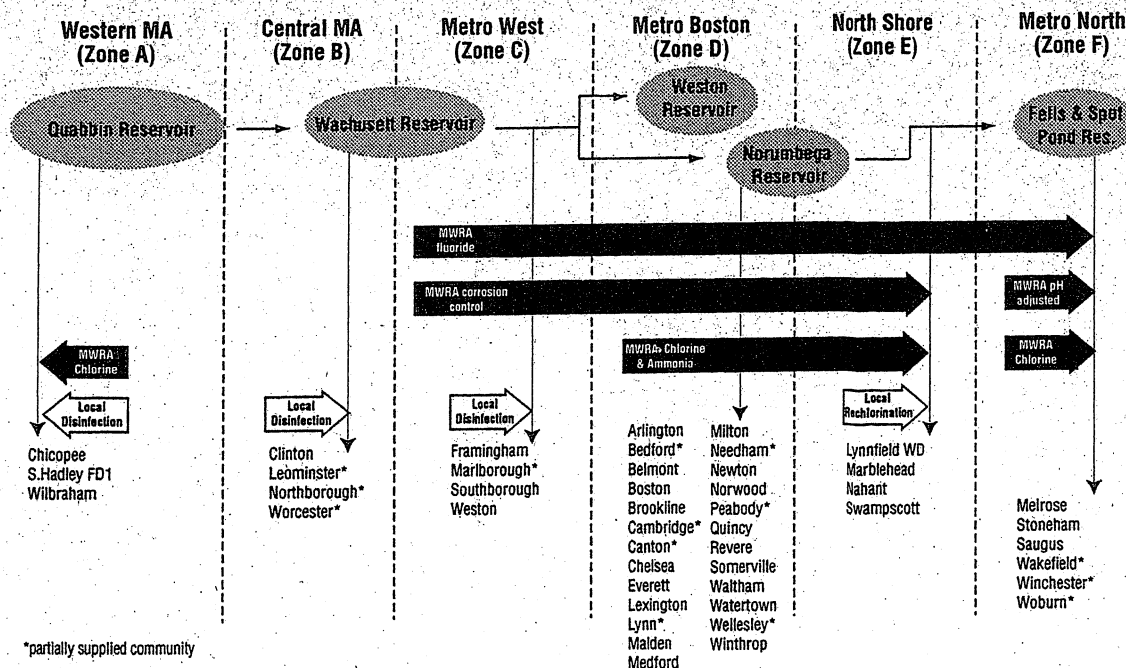 Western MA
(Zone A)
Central MA
(Zone B)
Metro West
(Zone C)
Metro Boston
(Zone D)
North Shore
(Zone E)
Metro North
(Zone F)
Quabbin Reservoir
Wachusett Reservoir
Weston
Reservoir
Norumbega
Reservoir
Fells & Spot
Pond Res.
MWRA
fluoride
MWRA corrosion
control
MWRA pH
adjusted
MWRA
Chlorine
MWRA Chlorine
& Ammonia
MWRA
Chlorine
Local
Disinfection
Local
Disinfection
Local
Disinfection
Local
Rechlorination
Chicopee
S.Hadley FD1
Wilbraham
Clinton
Leominster*
Northborough*
Worcester*
Framingham
Marlborough*
Southborough
Weston
Arlington
Bedford*
Belmont
Boston
Brookline
Cambridge*
Canton*
Chelsea
Everett
Lexington
Lynn*
Malden
Medford
Milton
Needham*
Newton
Norwood
Peabody*
Quincy
Revere
Somerville
Waltham
Watertown
Wellesley*
Winthrop
Lynnfield WD
Marblehead
Nahant
Swampscott
Melrose
Stoneham
Saugus
Wakefield*
Winchester*
Woburn*
*partially supplied community